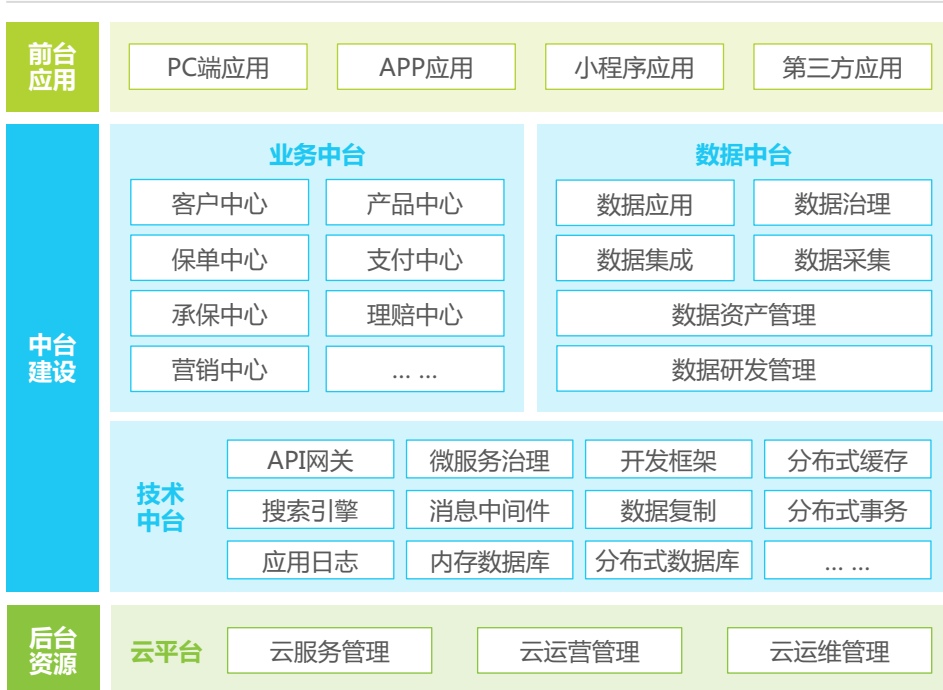 前台
应用
PC端应用 APP应用 小程序应用 第三方应用
中台
建设
业务中台
客户中心 产品中心
保单中心 支付中心
承保中心 理赔中心
营销中心 … …
数据中台
数据应用 数据治理
数据集成 数据采集
数据资产管理
数据研发管理
技术
中台
API网关 微服务治理 开发框架 分布式缓存
搜索引擎 消息中间件 数据复制 分布式事务
应用日志 内存数据库 分布式数据库 … …
后台
资源
云平台 云服务管理 云运营管理 云运维管理